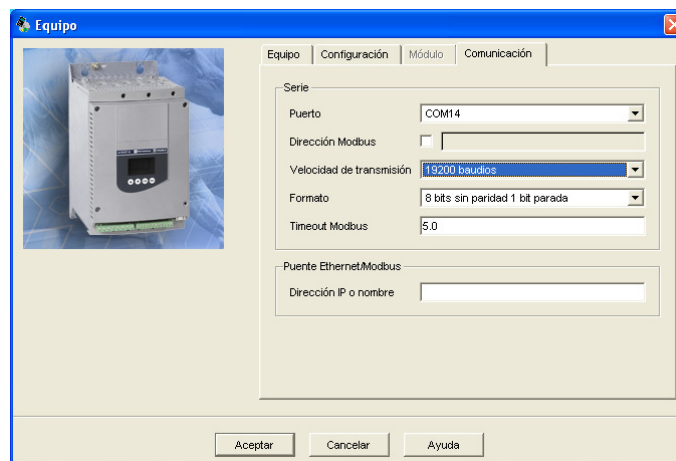 Equipo
Equipo Configuración Módulo Comunicación
Serie
Puerto COM14
Dirección Modbus
Velocidad de transmisión 19200 baudios
Formato 8 bits sin paridad 1 bit parada
Timeout Modbus 5.0
Puente Ethernet/Modbus
Dirección IP o nombre
Aceptar Cancelar Ayuda